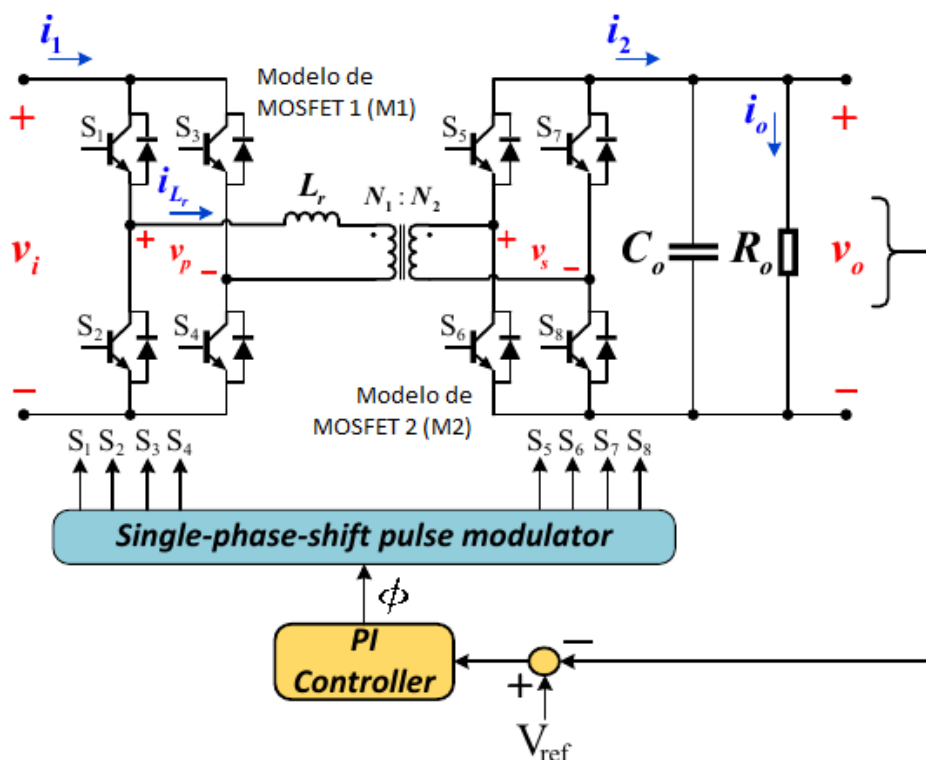 i1
i2
Modelo de
MOSFET 1 (M1)
+
S1
S3
S5
S7
io
+
iLr
Lr
N1 : N2
+
vp
−
+
vs
−
vi
Co
Ro
vo
S2
S4
S6
S8
−
Modelo de
MOSFET 2 (M2)
−
S1 S2 S3 S4
S5 S6 S7 S8
Single-phase-shift pulse modulator
ϕ
PI
Controller
−
+
Vref